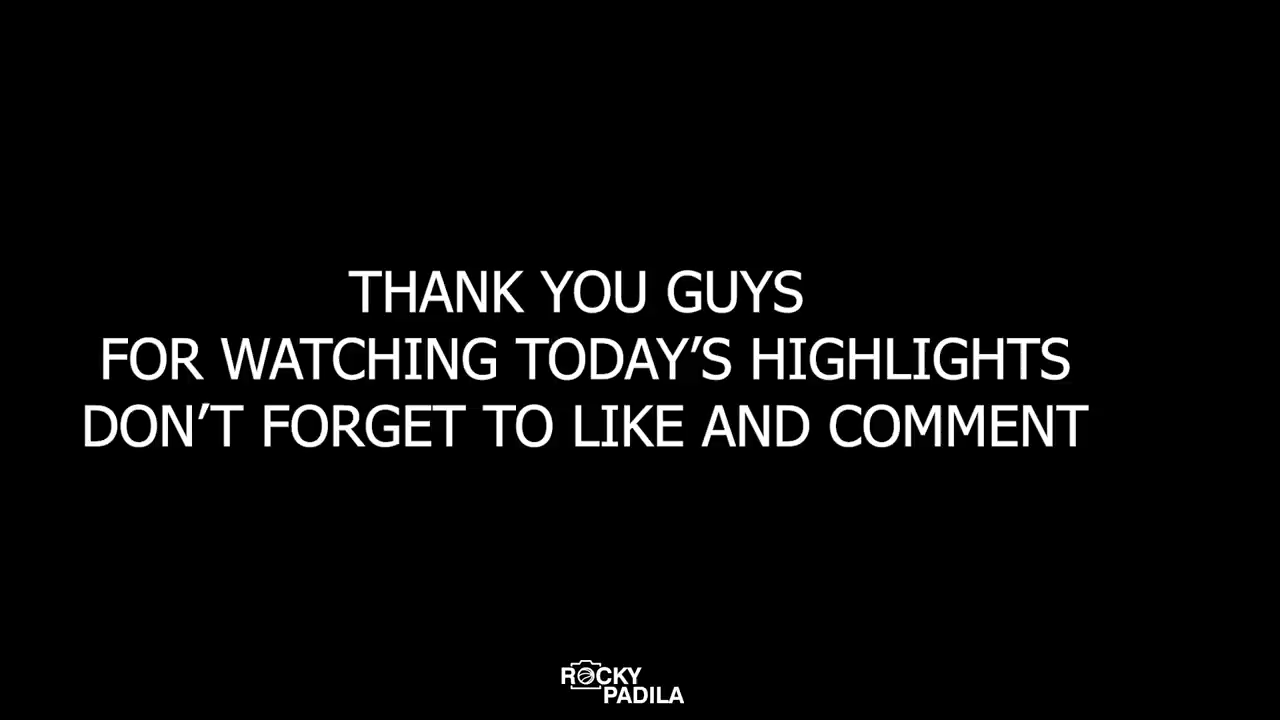 THANK YOU GUYS
FOR WATCHING TODAY’S HIGHLIGHTS
DON’T FORGET TO LIKE AND COMMENT
ROCKY
PADILA